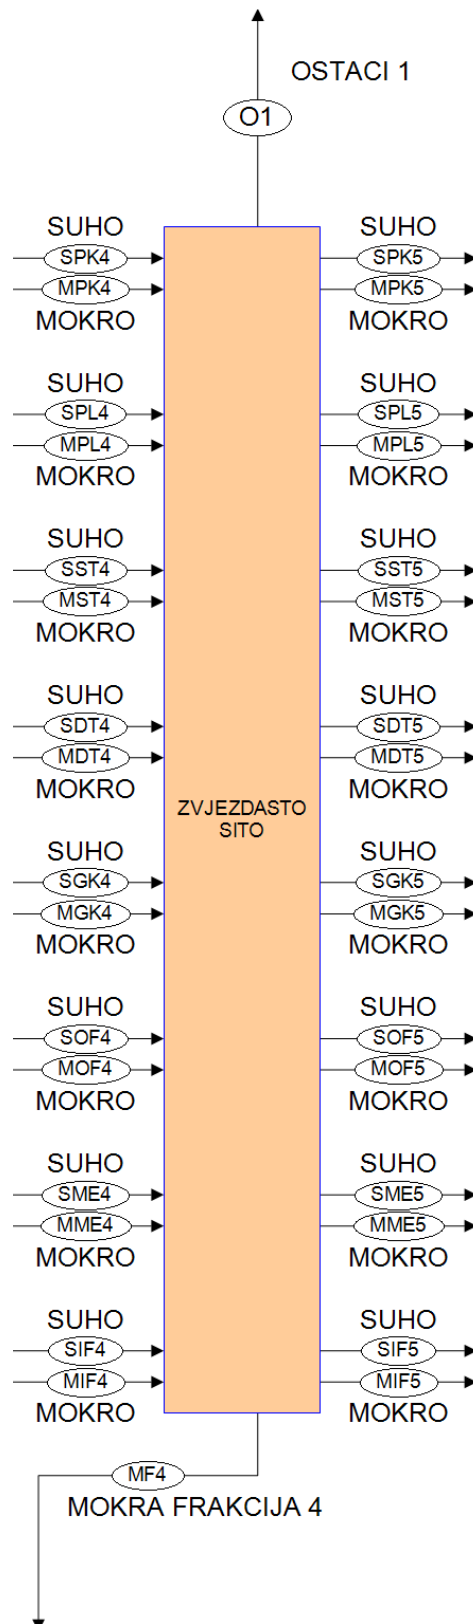 OSTACI 1
O1
SUHO SUHO
SPK4 SPK5
MPK4 MPK5
MOKRO MOKRO
SUHO SUHO
SPL4 SPL5
MPL4 MPL5
MOKRO MOKRO
SUHO SUHO
SST4 SST5
MST4 MST5
MOKRO MOKRO
SUHO SUHO
SDT4 SDT5
MDT4 MDT5
MOKRO MOKRO
ZVJEZDASTO
SITO
SUHO SUHO
SGK4 SGK5
MGK4 MGK5
MOKRO MOKRO
SUHO SUHO
SOF4 SOF5
MOF4 MOF5
MOKRO MOKRO
SUHO SUHO
SME4 SME5
MME4 MME5
MOKRO MOKRO
SUHO SUHO
SIF4 SIF5
MIF4 MIF5
MOKRO MOKRO
MF4
MOKRA FRAKCIJA 4